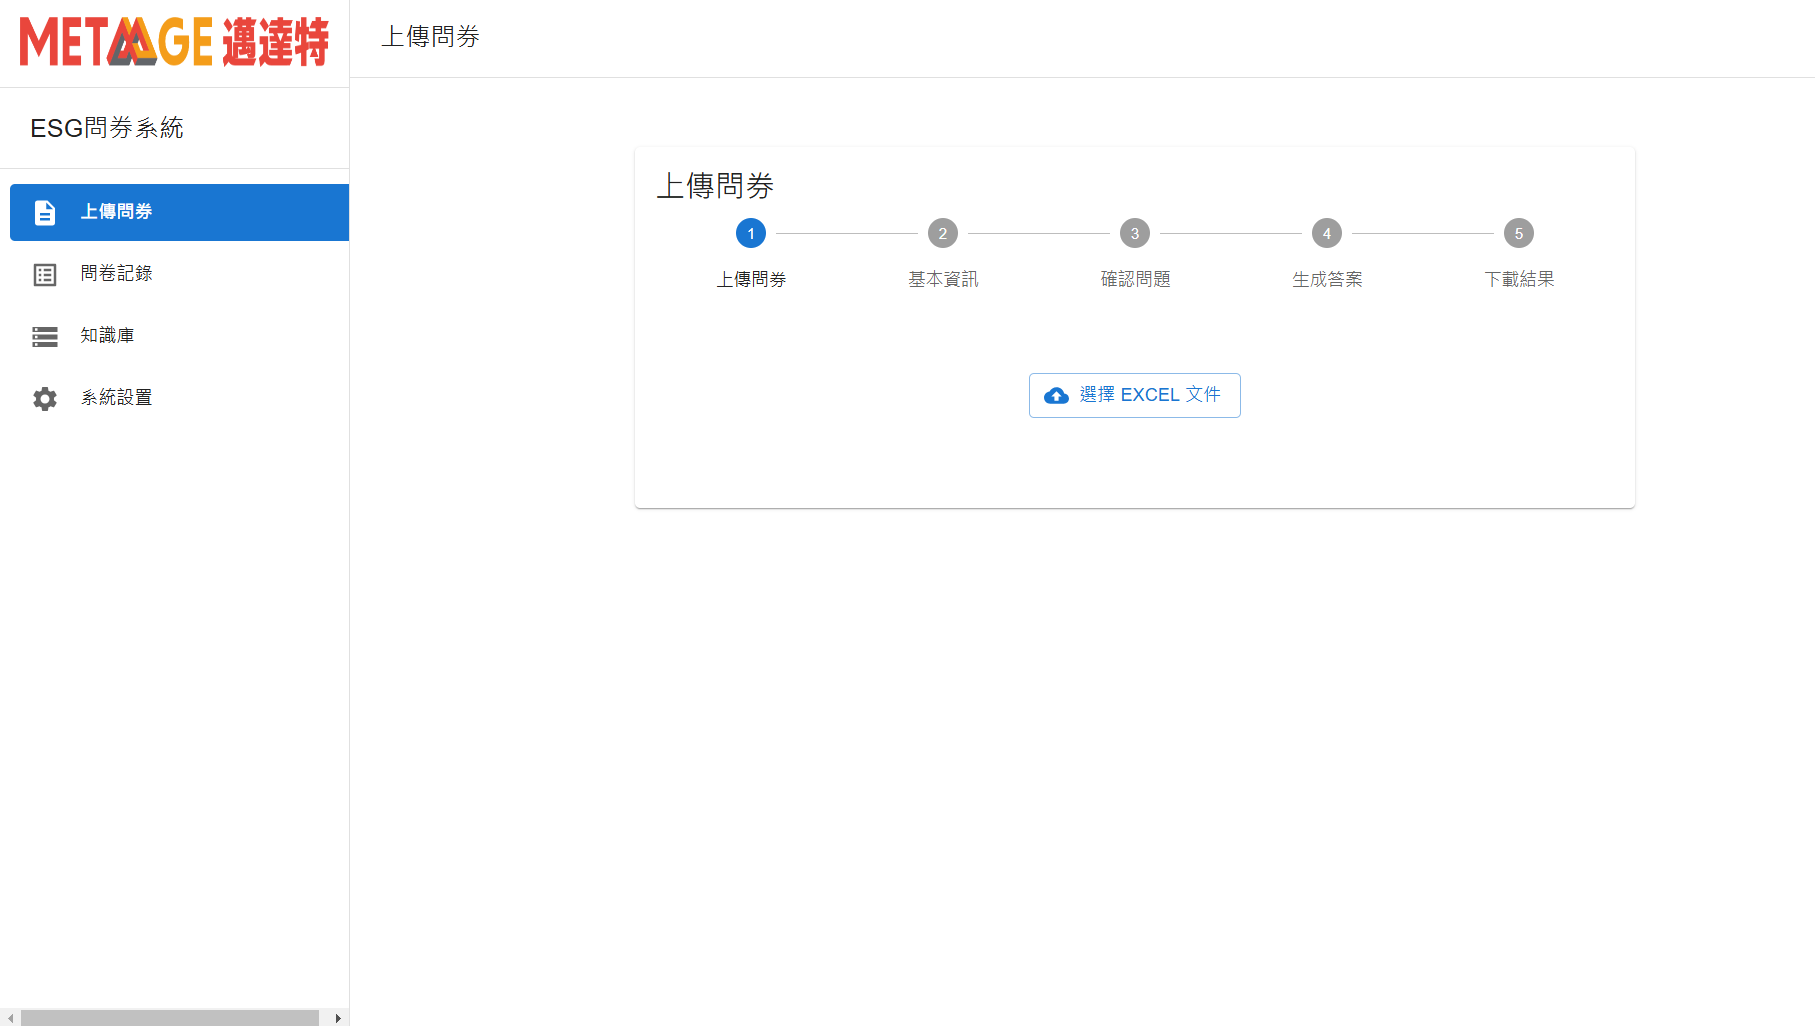 METAAGE 邁達特
上傳問券
ESG問券系統
上傳問券
問卷記錄
知識庫
系統設置
上傳問券
1
2
3
4
5
上傳問券
基本資訊
確認問題
生成答案
下載結果
選擇 EXCEL 文件